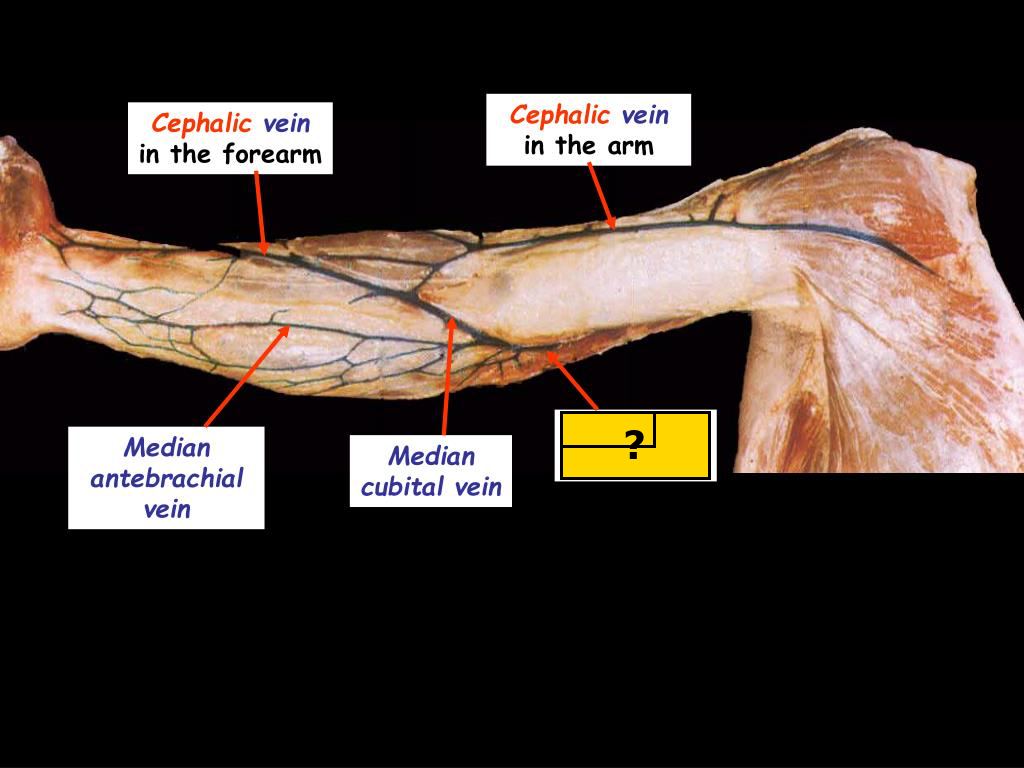 Cephalic vein
in the forearm
Cephalic vein
in the arm
Median
antebrachial
vein
Median
cubital vein
?